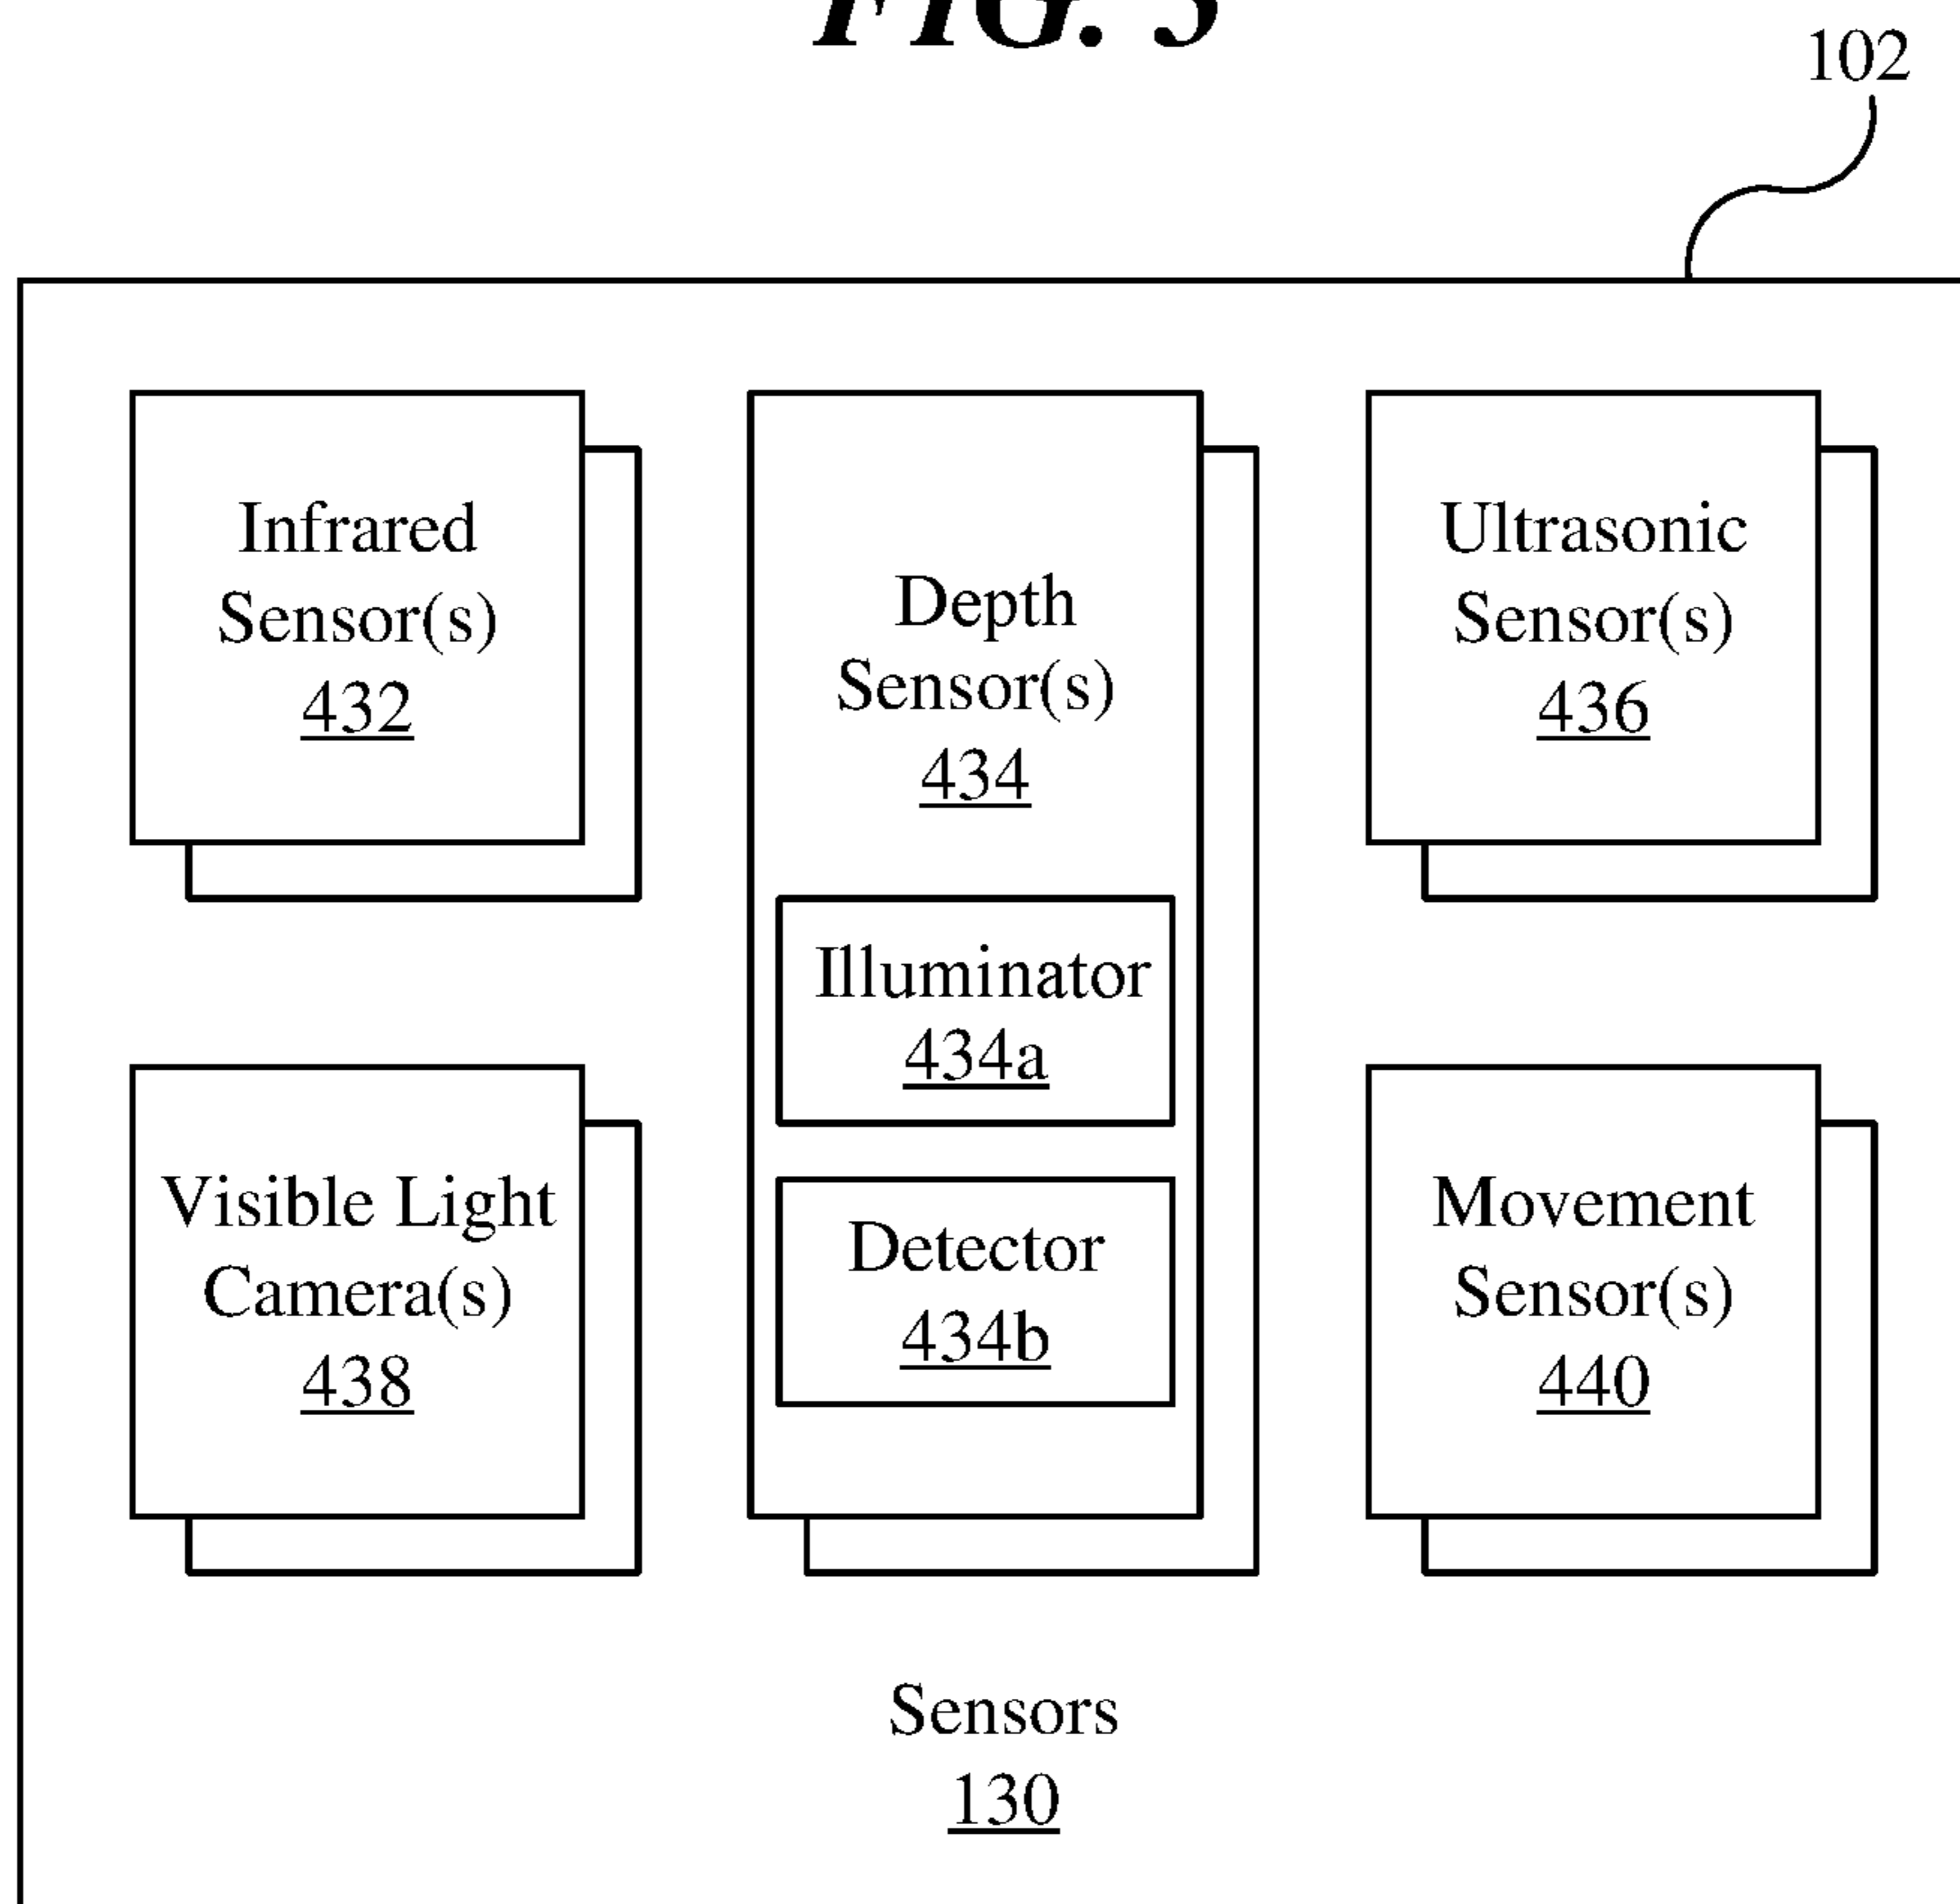 FIG.
102
Infrared
Sensor(s)
432
Depth
Sensor(s)
434
Illuminator
434a
Detector
434b
Ultrasonic
Sensor(s)
436
Visible Light
Camera(s)
438
Movement
Sensor(s)
440
Sensors
130